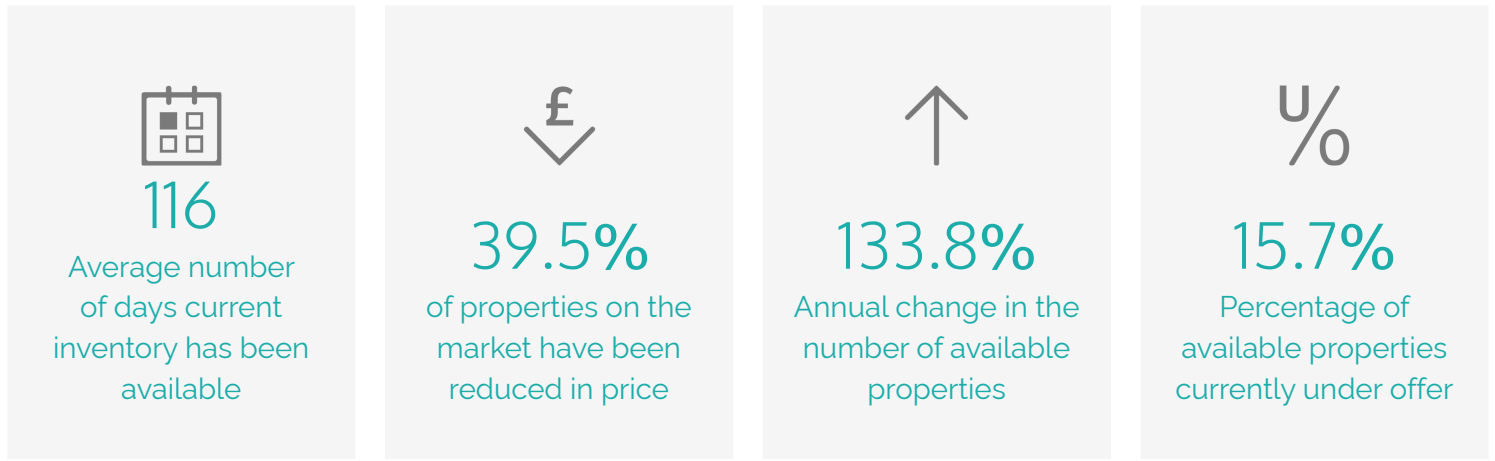 116
Average number
of days current
inventory has been
available
£
39.5%
of properties on the
market have been
reduced in price
133.8%
Annual change in the
number of available
properties
U%
15.7%
Percentage of
available properties
currently under offer